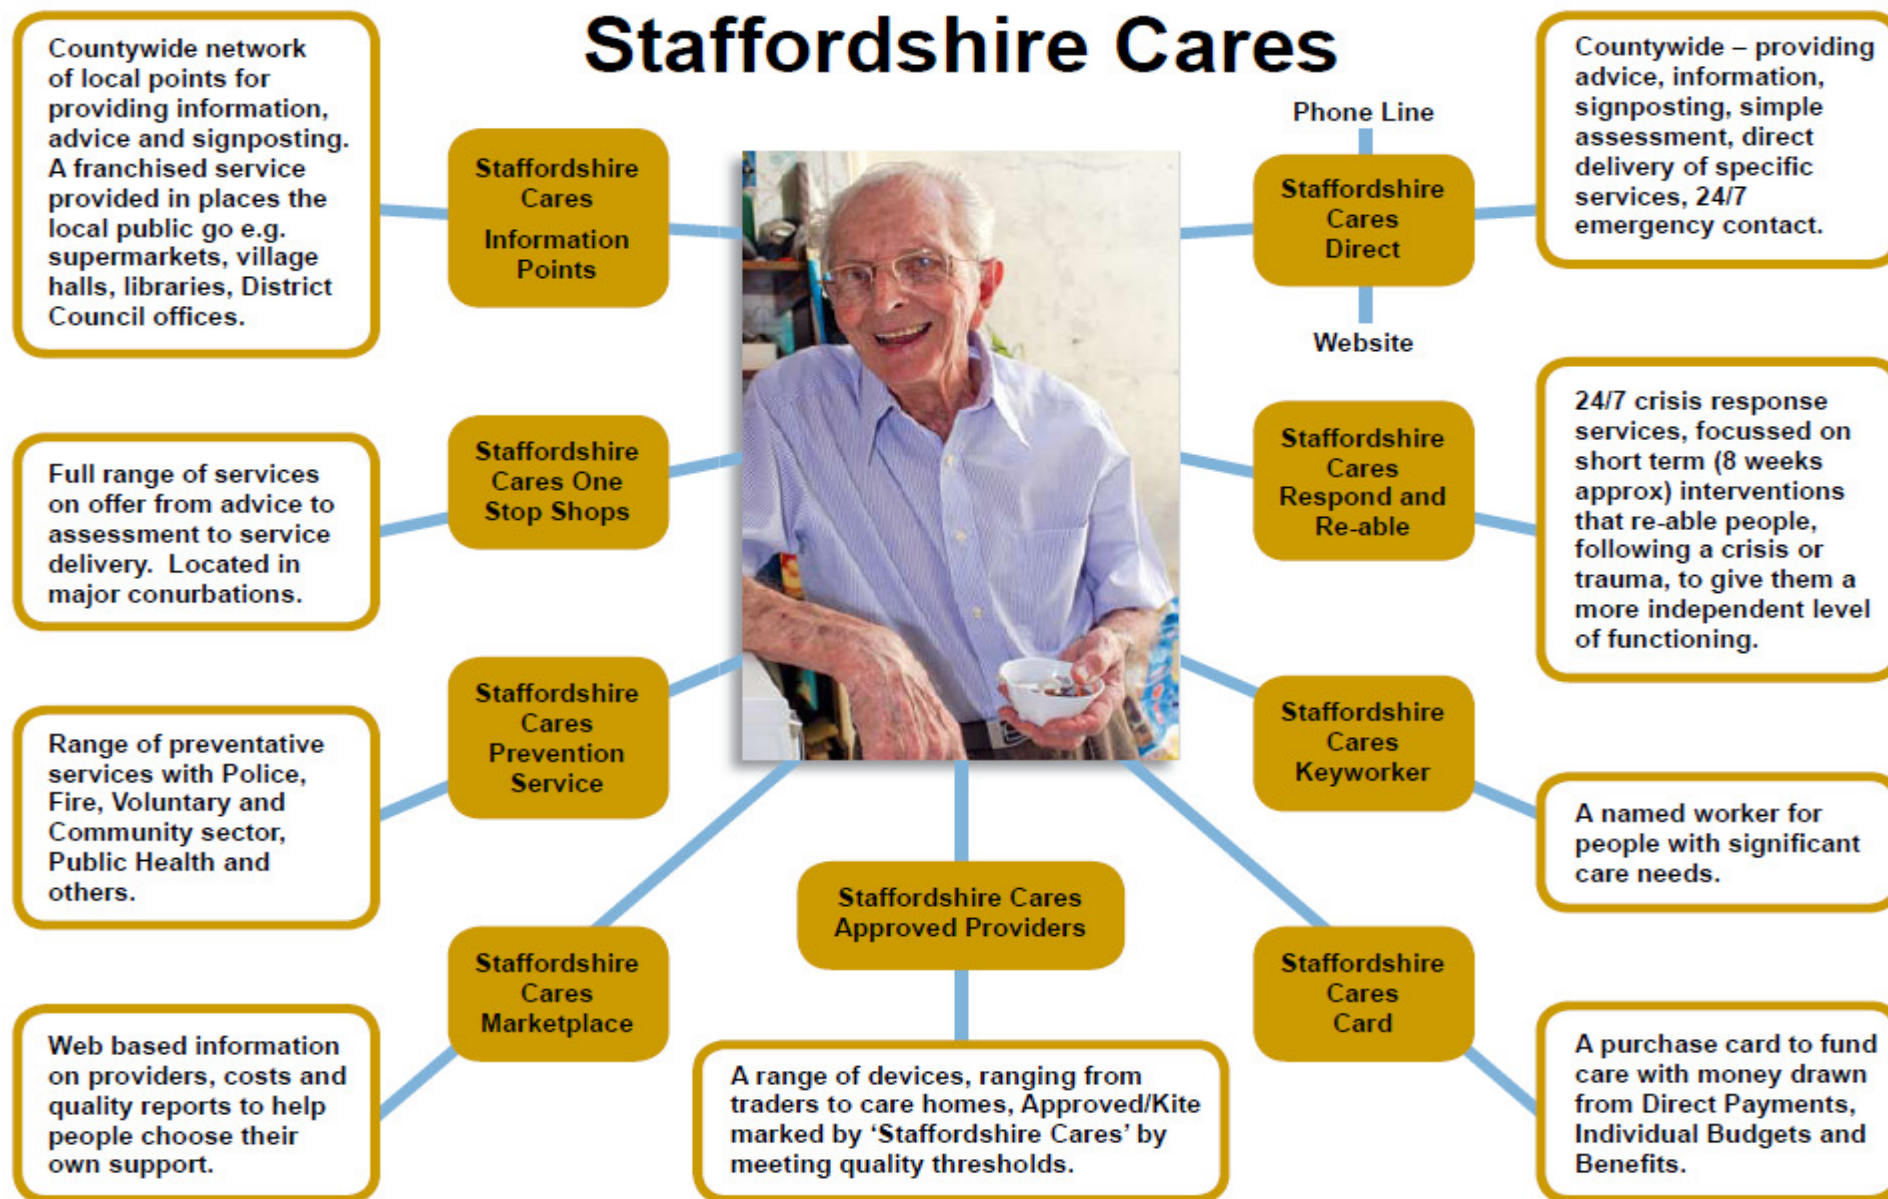 Staffordshire Cares
Countywide network
of local points for
providing information,
advice and signposting.
A franchised service
provided in places the
local public go e.g.
supermarkets, village
halls, libraries, District
Council offices.
Staffordshire
Cares
Information
Points
Phone Line
Staffordshire
Cares
Direct
Website
Countywide – providing
advice, information,
signposting, simple
assessment, direct
delivery of specific
services, 24/7
emergency contact.
Full range of services
on offer from advice to
assessment to service
delivery. Located in
major conurbations.
Staffordshire
Cares One
Stop Shops
Staffordshire
Cares
Respond and
Re-able
24/7 crisis response
services, focussed on
short term (8 weeks
approx) interventions
that re-able people,
following a crisis or
trauma, to give them a
more independent level
of functioning.
Range of preventative
services with Police,
Fire, Voluntary and
Community sector,
Public Health and
others.
Staffordshire
Cares
Prevention
Service
Staffordshire
Cares
Keyworker
A named worker for
people with significant
care needs.
Web based information
on providers, costs and
quality reports to help
people choose their
own support.
Staffordshire
Cares
Marketplace
Staffordshire Cares
Approved Providers
A range of devices, ranging from
traders to care homes, Approved/Kite
marked by ‘Staffordshire Cares’ by
meeting quality thresholds.
Staffordshire
Cares
Card
A purchase card to fund
care with money drawn
from Direct Payments,
Individual Budgets and
Benefits.